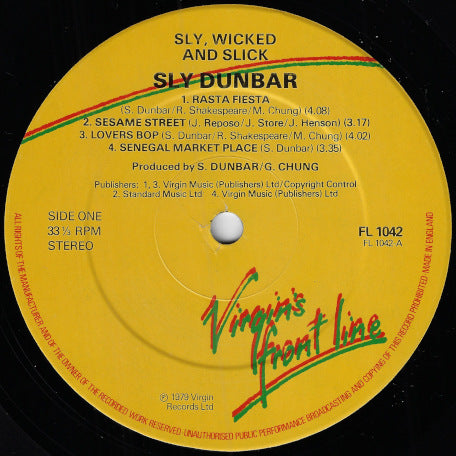 SLY, WICKED
AND SLICK
SLY DUNBAR
1. RASTA FIESTA
(S. Dunbar/R. Shakespeare/M. Chung) (4.08)
2. SESAME STREET (J. Reposo/J. Store/J. Henson) (3.17)
3. LOVERS BOP (S. Dunbar/R. Shakespeare/M. Chung) (4.02)
4. SENEGAL MARKET PLACE (S. Dunbar) (3.35)
Produced by S. DUNBAR/G. CHUNG
Publishers: 1, 3. Virgin Music (Publishers) Ltd/Copyright Control
2. Standard Music Ltd 4. Virgin Music (Publishers) Ltd.
SIDE ONE
33 ⅓ RPM
STEREO
FL 1042
FL 1042 A
Virgin's
front line
℗ 1979 Virgin
Records Ltd
ALL RIGHTS OF THE MANUFACTURER AND OF THE OWNER OF THE RECORDED WORK RESERVED·UNAUTHORISED PUBLIC PERFORMANCE BROADCASTING AND COPYING OF THIS RECORD PROHIBITED·MADE IN ENGLAND